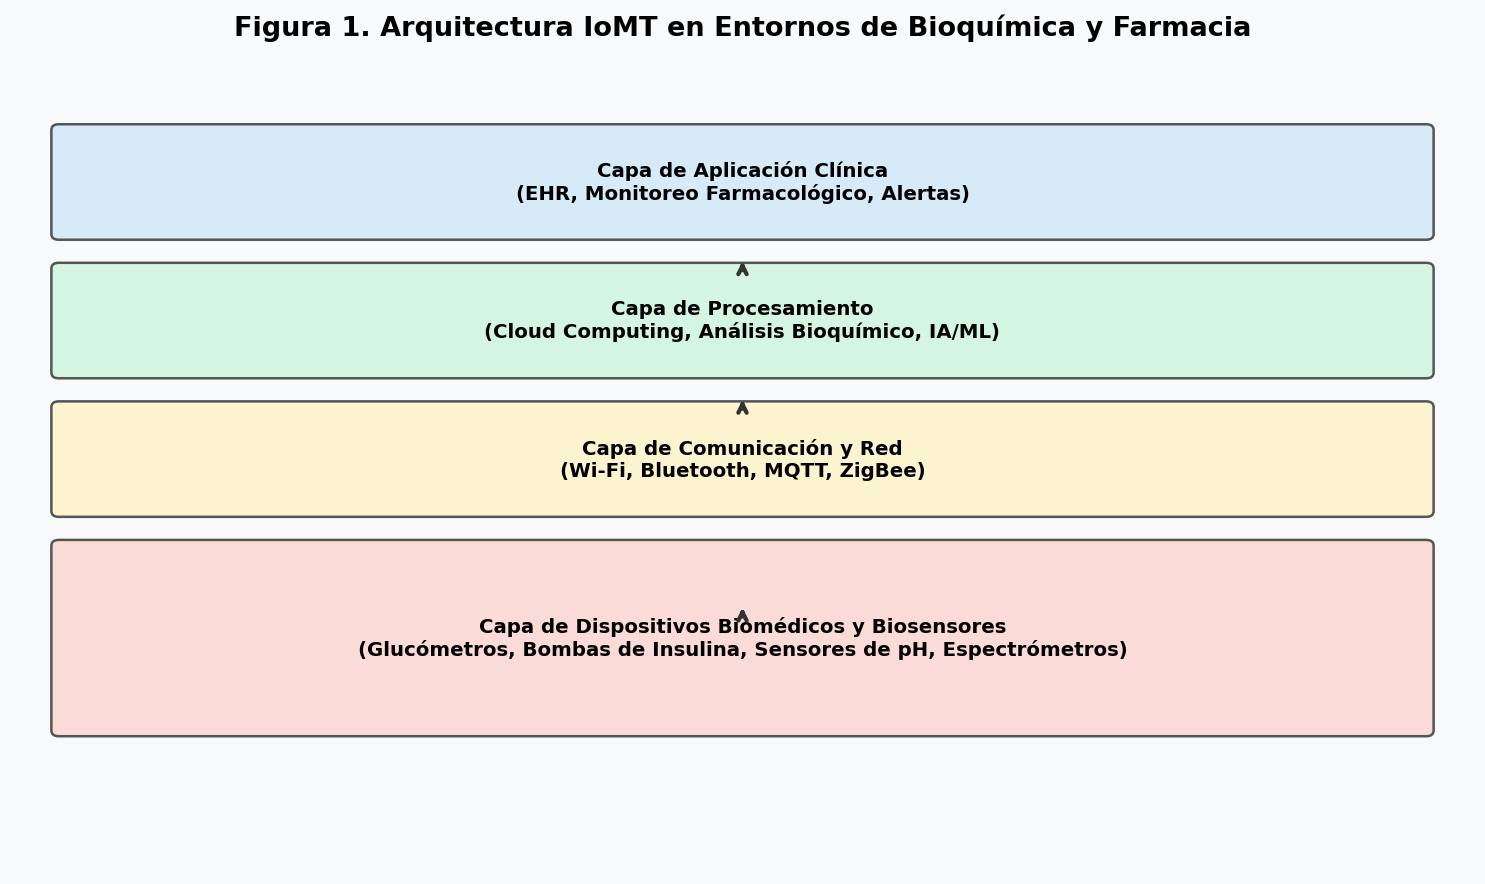 Figura 1. Arquitectura IoMT en Entornos de Bioquímica y Farmacia
Capa de Aplicación Clínica
(EHR, Monitoreo Farmacológico, Alertas)
Capa de Procesamiento
(Cloud Computing, Análisis Bioquímico, IA/ML)
Capa de Comunicación y Red
(Wi-Fi, Bluetooth, MQTT, ZigBee)
Capa de Dispositivos Biomédicos y Biosensores
(Glucómetros, Bombas de Insulina, Sensores de pH, Espectrómetros)